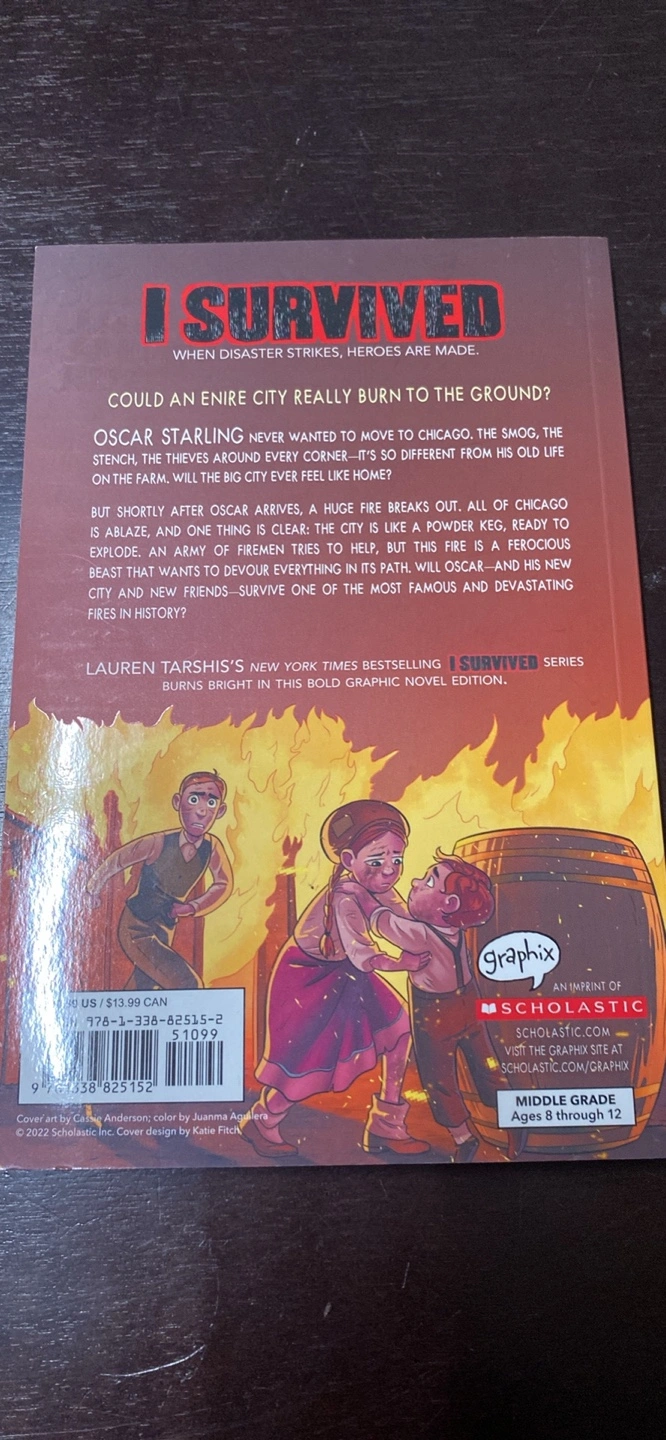 I SURVIVED
WHEN DISASTER STRIKES, HEROES ARE MADE.
COULD AN ENIRE CITY REALLY BURN TO THE GROUND?
OSCAR STARLING NEVER WANTED TO MOVE TO CHICAGO. THE SMOG, THE
STENCH, THE THIEVES AROUND EVERY CORNER—IT'S SO DIFFERENT FROM HIS OLD LIFE
ON THE FARM. WILL THE BIG CITY EVER FEEL LIKE HOME?
BUT SHORTLY AFTER OSCAR ARRIVES, A HUGE FIRE BREAKS OUT. ALL OF CHICAGO
IS ABLAZE, AND ONE THING IS CLEAR: THE CITY IS LIKE A POWDER KEG, READY TO
EXPLODE. AN ARMY OF FIREMEN TRIES TO HELP, BUT THIS FIRE IS A FEROCIOUS
BEAST THAT WANTS TO DEVOUR EVERYTHING IN ITS PATH. WILL OSCAR—AND HIS NEW
CITY AND NEW FRIENDS—SURVIVE ONE OF THE MOST FAMOUS AND DEVASTATING
FIRES IN HISTORY?
LAUREN TARSHIS'S NEW YORK TIMES BESTSELLING I SURVIVED SERIES
BURNS BRIGHT IN THIS BOLD GRAPHIC NOVEL EDITION.
US / $13.99 CAN
978-1-338-82515-2
51099
9 338 825152
Cover art by Cassie Anderson; color by Juanma Aguilera
© 2022 Scholastic Inc. Cover design by Katie Fitch
graphix
AN IMPRINT OF
SCHOLASTIC
SCHOLASTIC.COM
VISIT THE GRAPHIX SITE AT
SCHOLASTIC.COM/GRAPHIX
MIDDLE GRADE
Ages 8 through 12